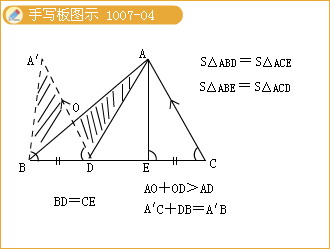 手写板图示 1007-04
A′
A
S△ABD＝S△ACE
S△ABE＝S△ACD
O
B
D
E
C
BD=CE
AO+OD>AD
A′C+DB=A′B